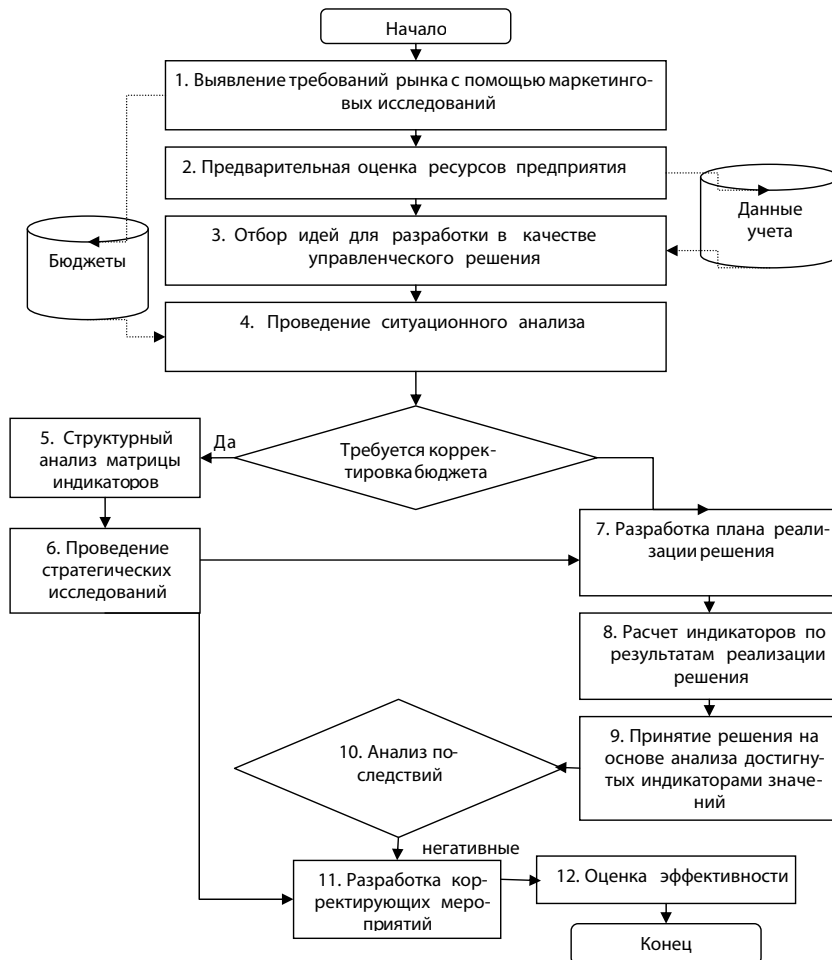 Начало
1. Выявление требований рынка с помощью маркетинго-
вых исследований
2. Предварительная оценка ресурсов предприятия
Данные
учета
3. Отбор идей для разработки в качестве
управленческого решения
Бюджеты
4. Проведение ситуационного анализа
Требуется коррек-
тировка бюджета
Да
5. Структурный
анализ матрицы
индикаторов
6. Проведение
стратегических
исследований
7. Разработка плана реали-
зации решения
8. Расчет индикаторов по
результатам реализации
решения
9. Принятие решения на
основе анализа достигну-
тых индикаторами значе-
ний
10. Анализ по-
следствий
негативные
11. Разработка кор-
ректирующих меро-
приятий
12. Оценка эффективности
Конец